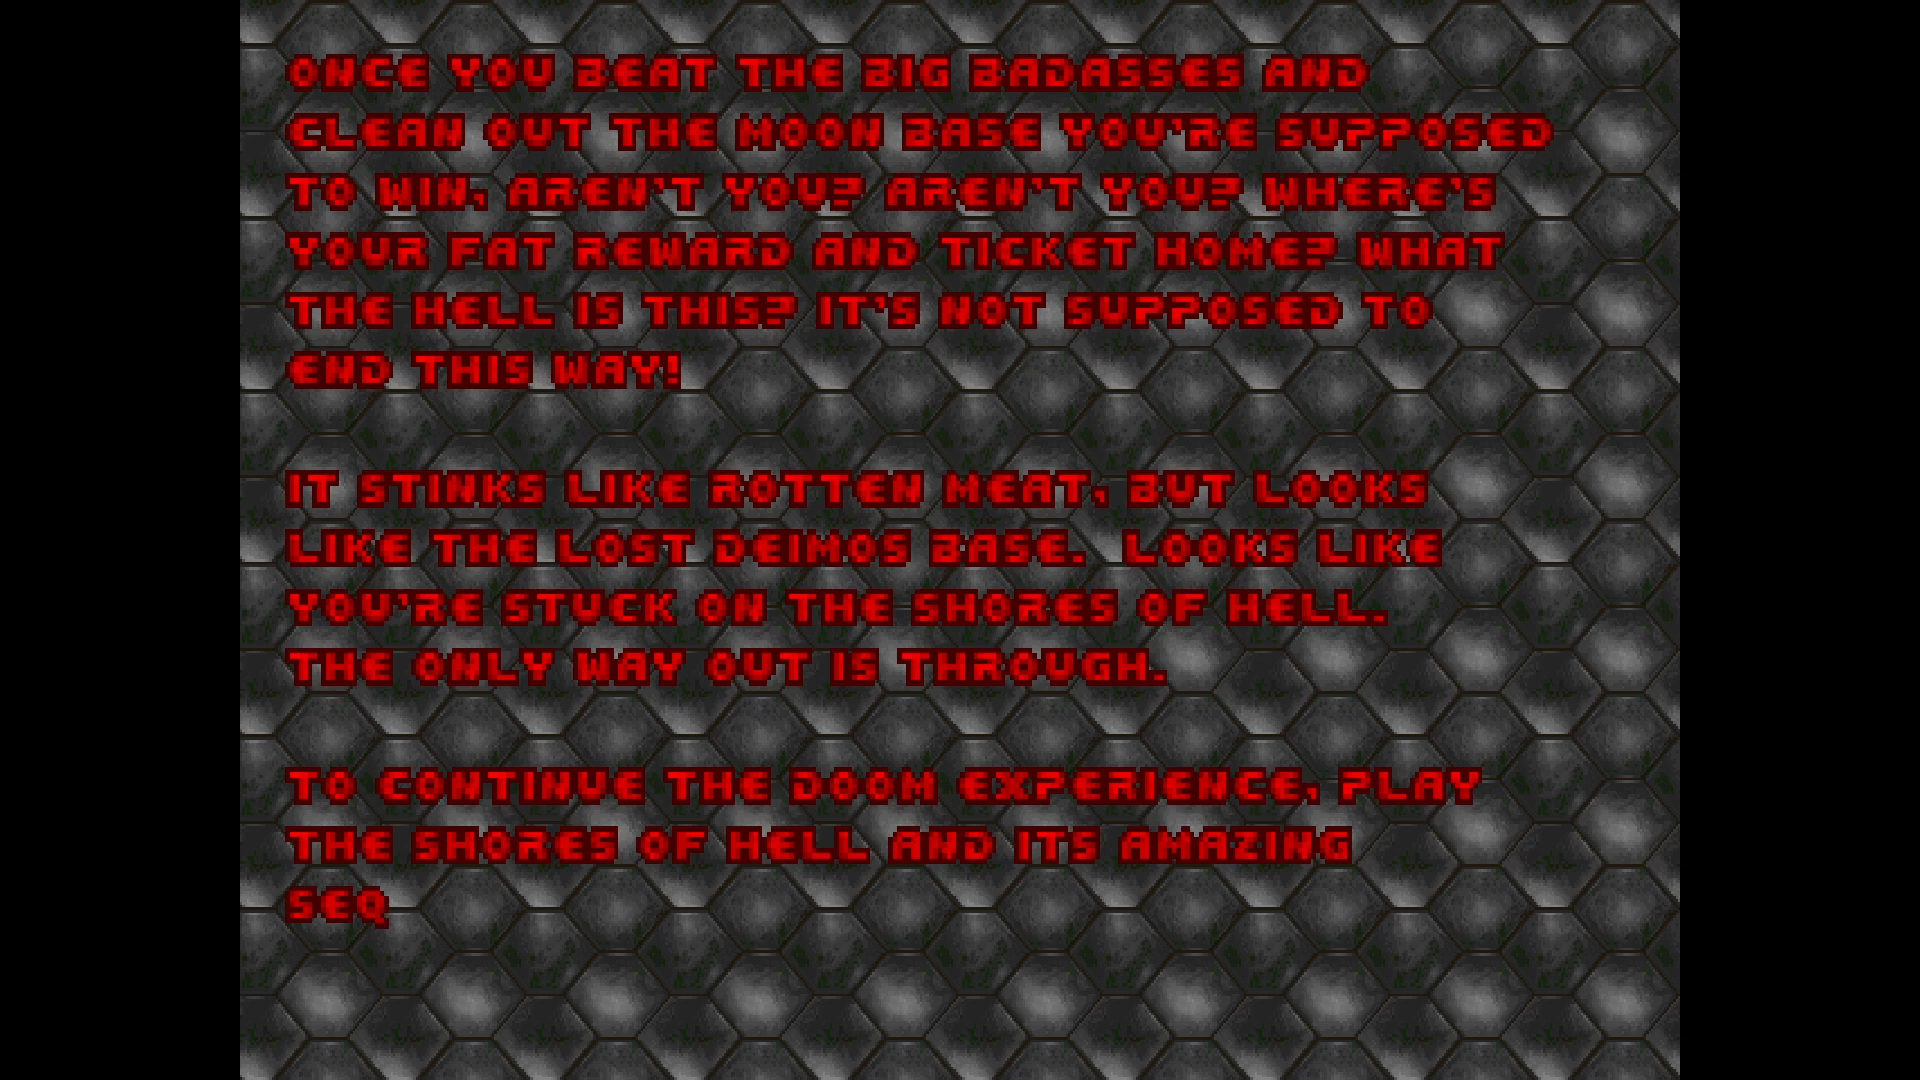 ONCE YOU BEAT THE BIG BADASSES AND
CLEAN OUT THE MOON BASE YOU'RE SUPPOSED
TO WIN, AREN'T YOU? AREN'T YOU? WHERE'S
YOUR FAT REWARD AND TICKET HOME? WHAT
THE HELL IS THIS? IT'S NOT SUPPOSED TO
END THIS WAY!
IT STINKS LIKE ROTTEN MEAT, BUT LOOKS
LIKE THE LOST DEIMOS BASE.  LOOKS LIKE
YOU'RE STUCK ON THE SHORES OF HELL.
THE ONLY WAY OUT IS THROUGH.
TO CONTINUE THE DOOM EXPERIENCE, PLAY
THE SHORES OF HELL AND ITS AMAZING
SEQ